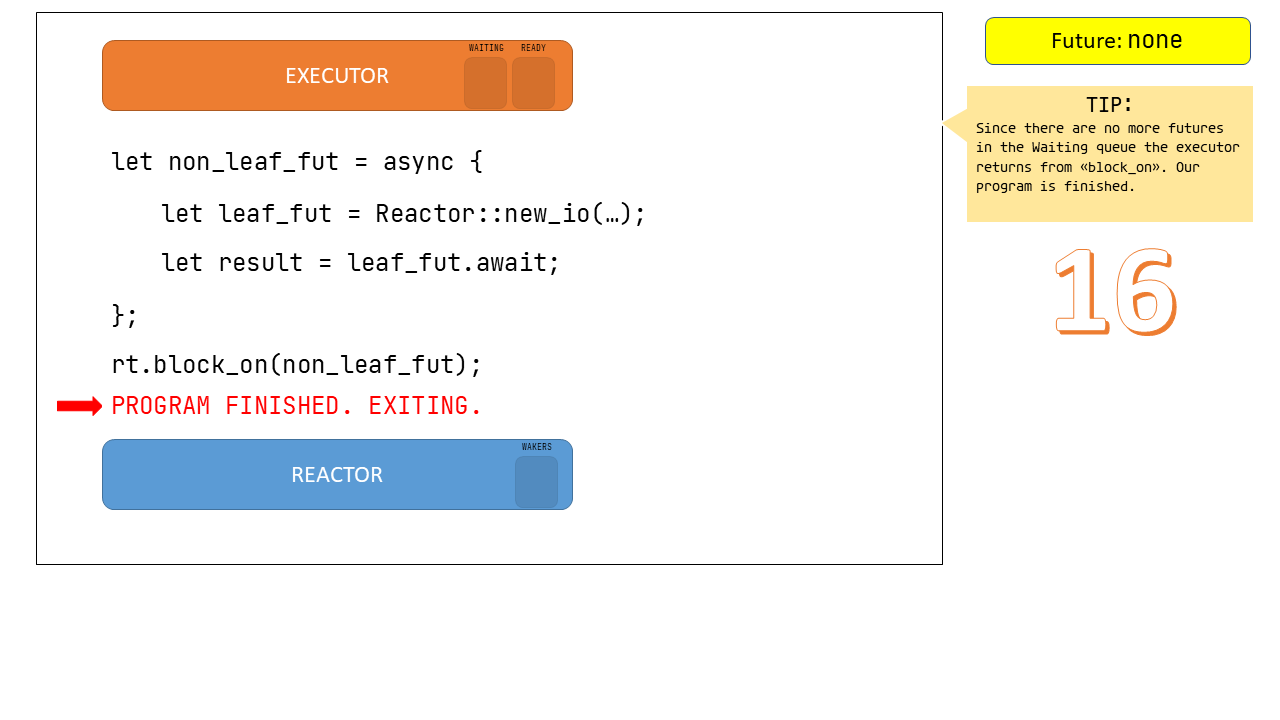 WAITING READY
EXECUTOR
let non_leaf_fut = async {
let leaf_fut = Reactor::new_io(…);
let result = leaf_fut.await;
};
rt.block_on(non_leaf_fut);
PROGRAM FINISHED. EXITING.
WAKERS
REACTOR
Future: none
TIP:
Since there are no more futures
in the Waiting queue the executor
returns from «block_on». Our
program is finished.
16